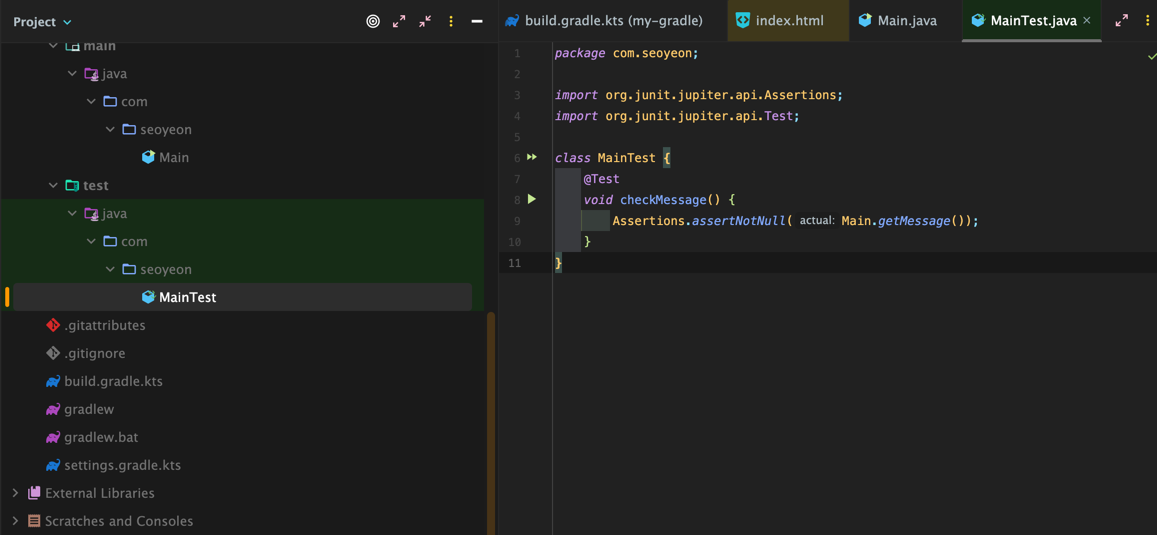 Project
main
java
com
seoyeon
Main
test
java
com
seoyeon
MainTest
.gitattributes
.gitignore
build.gradle.kts
gradlew
gradlew.bat
settings.gradle.kts
External Libraries
Scratches and Consoles
build.gradle.kts (my-gradle)
index.html
Main.java
MainTest.java ×
1 package com.seoyeon;
2
3 import org.junit.jupiter.api.Assertions;
4 import org.junit.jupiter.api.Test;
5
6 class MainTest {
7 @Test
8 void checkMessage() {
9 Assertions.assertNotNull( actual: Main.getMessage());
10 }
11 }